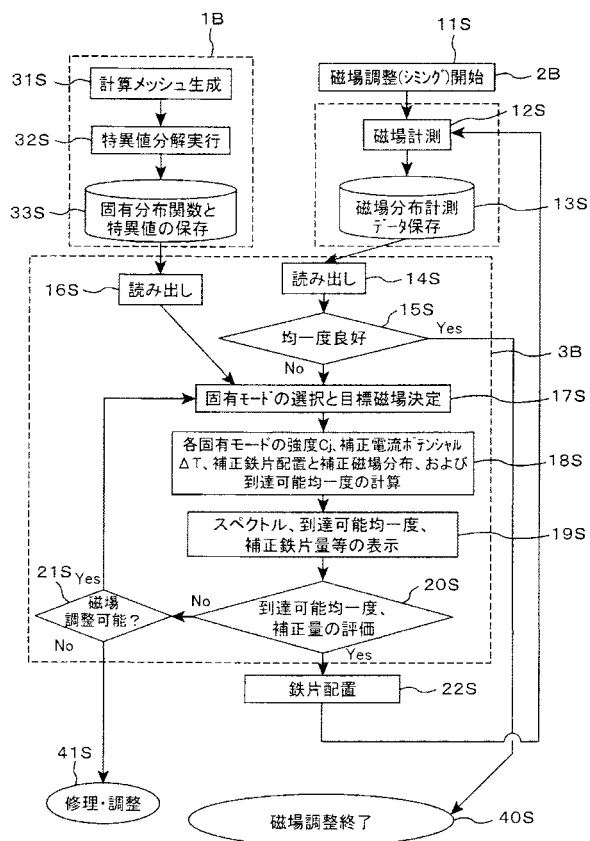 1B
11S
31S
計算メッシュ生成
磁場調整(シミング)開始
2B
32S
特異値分解実行
12S
磁場計測
33S
固有分布関数と
特異値の保存
磁場分布計測
データ保存
13S
16S
読み出し
読み出し
14S
15S
均一度良好
Yes
No
3B
固有モードの選択と目標磁場決定
17S
各固有モードの強度Cj、補正電流ポテンシャル
ΔT、補正鉄片配置と補正磁場分布、および
到達可能均一度の計算
18S
スペクトル、到達可能均一度、
補正鉄片量等の表示
19S
21S
Yes
磁場
調整可能?
No
No
20S
到達可能均一度、
補正量の評価
Yes
鉄片配置
22S
41S
修理・調整
磁場調整終了
40S